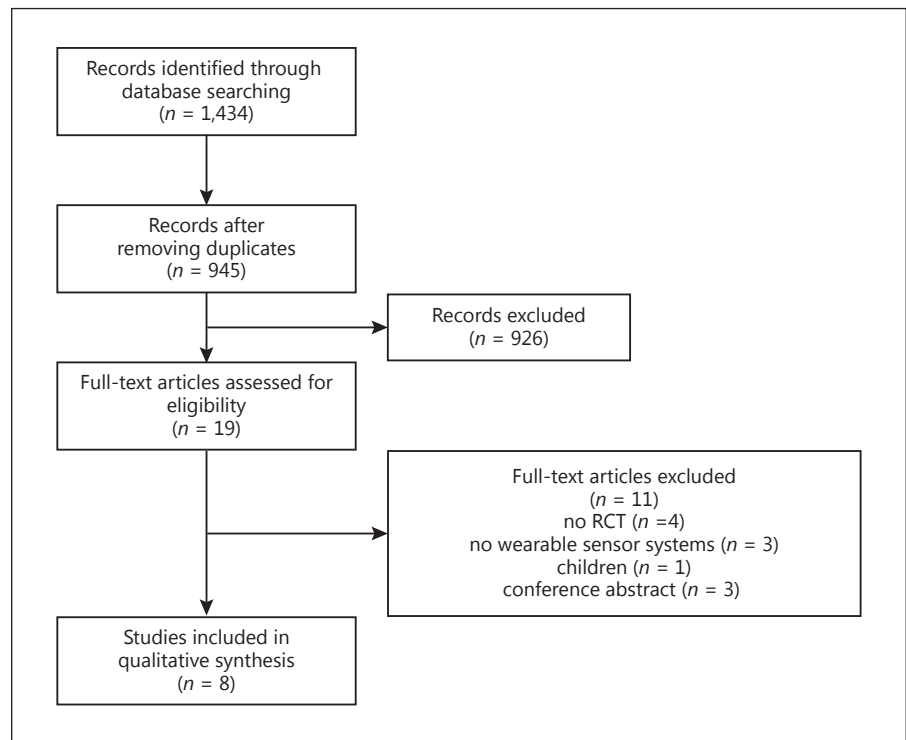 Records identified through
database searching
(n = 1,434)
Records after
removing duplicates
(n = 945)
Records excluded
(n = 926)
Full-text articles assessed for
eligibility
(n = 19)
Full-text articles excluded
(n = 11)
no RCT (n =4)
no wearable sensor systems (n = 3)
children (n = 1)
conference abstract (n = 3)
Studies included in
qualitative synthesis
(n = 8)